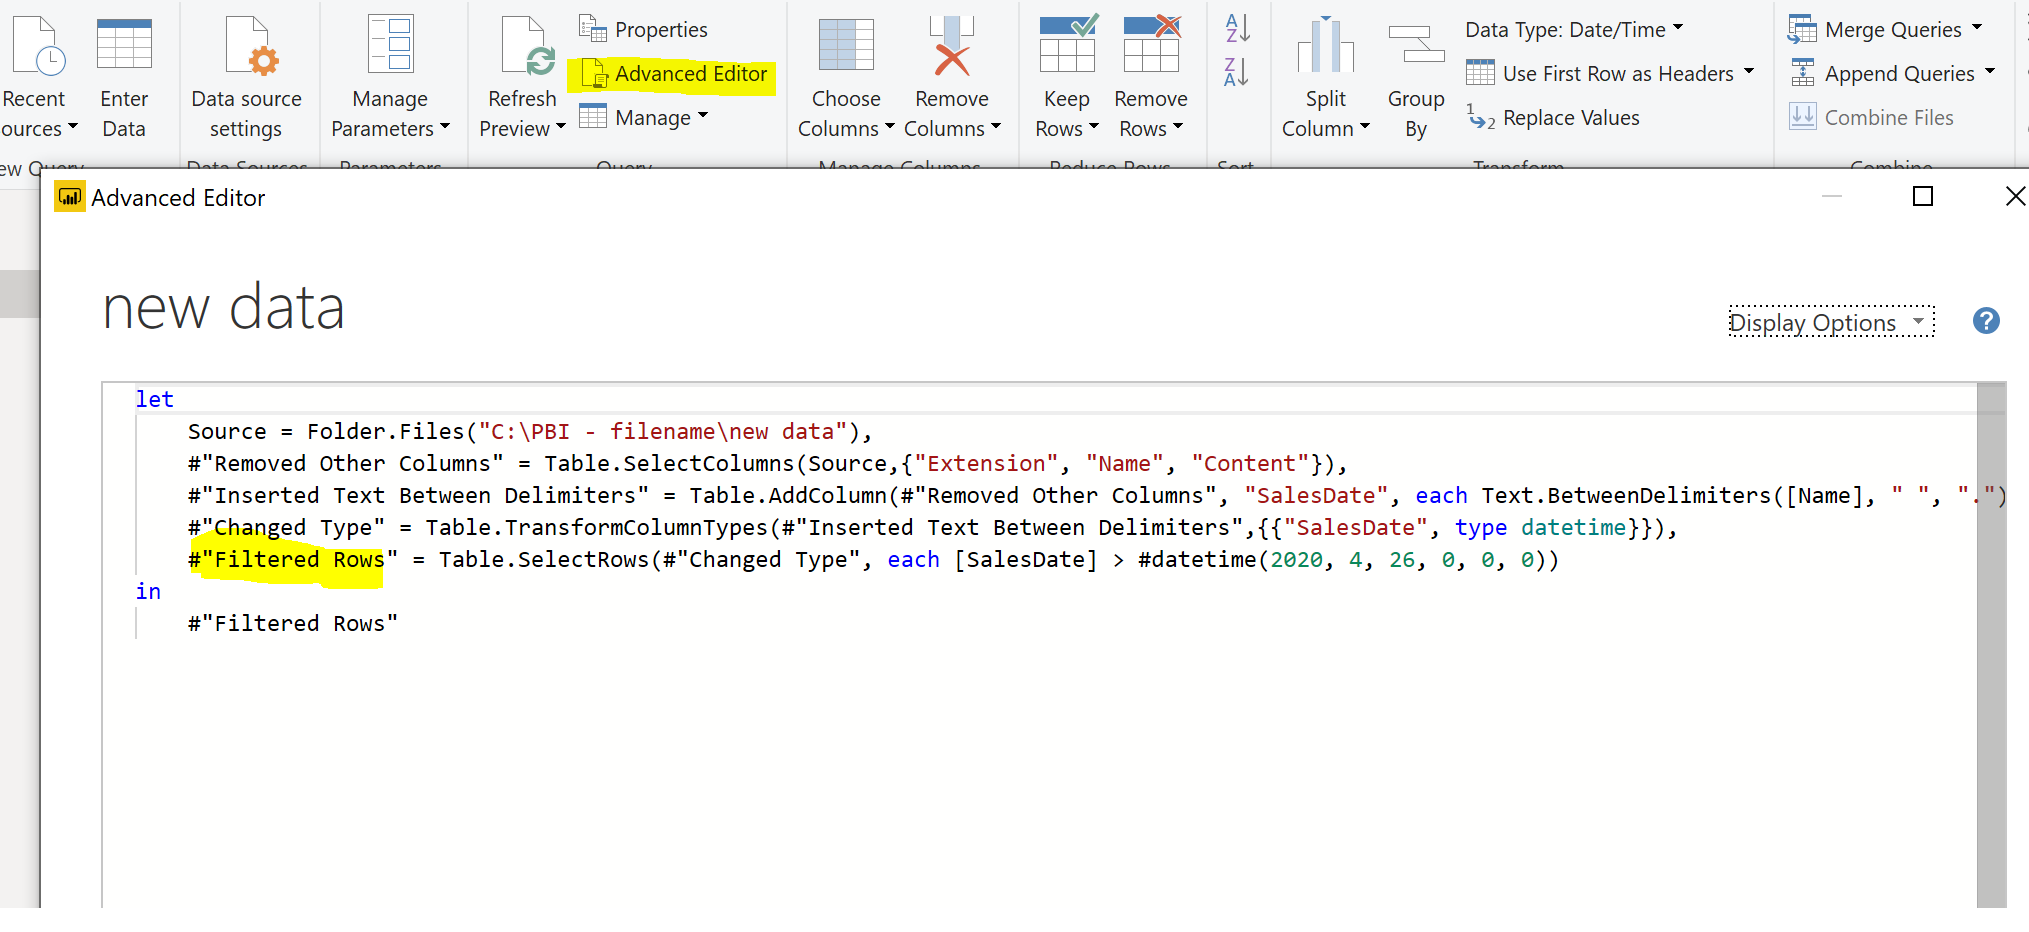 Recent
ources
Enter
Data
Data source
settings
Manage
Parameters
Refresh
Preview
Properties
Advanced Editor
Manage
Choose
Columns
Remove
Columns
Keep
Rows
Remove
Rows
A
Z
Z
A
Split
Column
Group
By
Data Type: Date/Time
Use First Row as Headers
1
2 Replace Values
Merge Queries
Append Queries
Combine Files
ew Query
Data Sources
Parameters
Query
Manage Columns
Reduce Rows
Sort
Transform
Combine
Advanced Editor
new data
Display Options
?
let
Source = Folder.Files("C:\PBI - filename\new data"),
#"Removed Other Columns" = Table.SelectColumns(Source,{"Extension", "Name", "Content"}),
#"Inserted Text Between Delimiters" = Table.AddColumn(#"Removed Other Columns", "SalesDate", each Text.BetweenDelimiters([Name], " ", ".")
#"Changed Type" = Table.TransformColumnTypes(#"Inserted Text Between Delimiters",{{"SalesDate", type datetime}}),
#"Filtered Rows" = Table.SelectRows(#"Changed Type", each [SalesDate] > #datetime(2020, 4, 26, 0, 0, 0))
in
#"Filtered Rows"